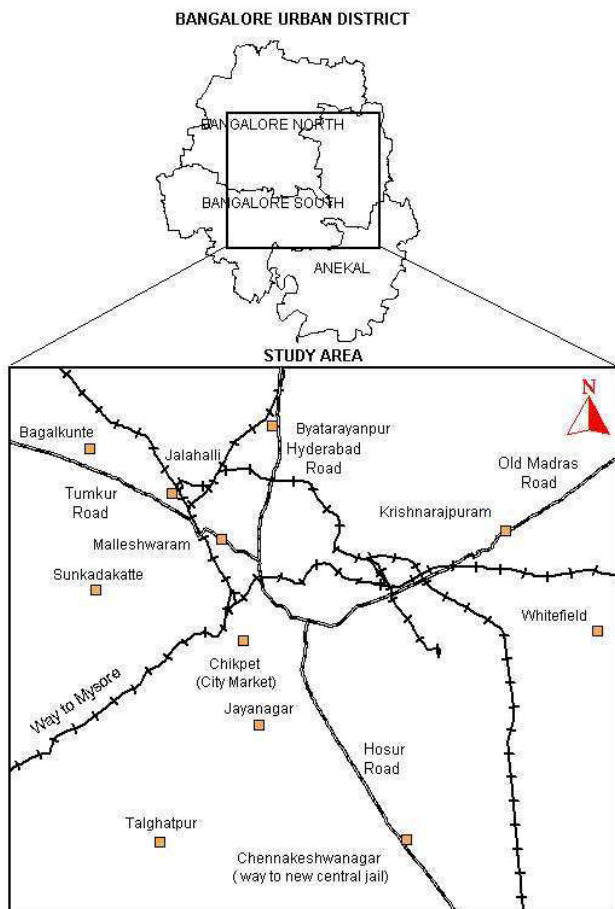 BANGALORE URBAN DISTRICT
BANGALORE NORTH
BANGALORE SOUTH
ANEKAL
STUDY AREA
N
Byatarayanpur
Bagalkunte
Jalahalli
Hyderabad
Road
Old Madras
Road
Tumkur
Road
Krishnarajpuram
Malleshwaram
Sunkadakatte
Whitefield
Chikpet
(City Market)
Way to Mysore
Jayanagar
Hosur
Road
Talghatpur
Chennakeshwanagar
( way to new central jail)